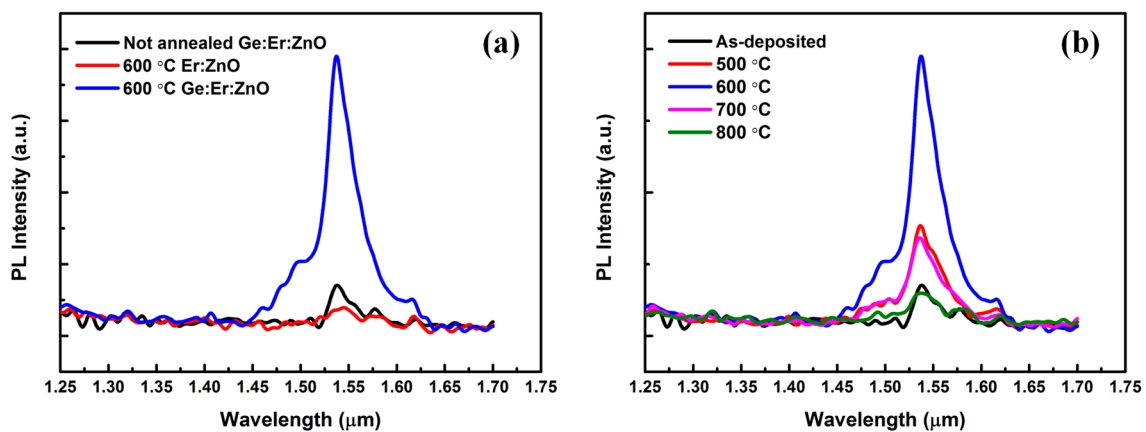 (a)
Not annealed Ge:Er:ZnO
600 °C Er:ZnO
600 °C Ge:Er:ZnO
PL Intensity (a.u.)
1.25 1.30 1.35 1.40 1.45 1.50 1.55 1.60 1.65 1.70 1.75
Wavelength (μm)
(b)
As-deposited
500 °C
600 °C
700 °C
800 °C
PL Intensity (a.u.)
1.25 1.30 1.35 1.40 1.45 1.50 1.55 1.60 1.65 1.70 1.75
Wavelength (μm)